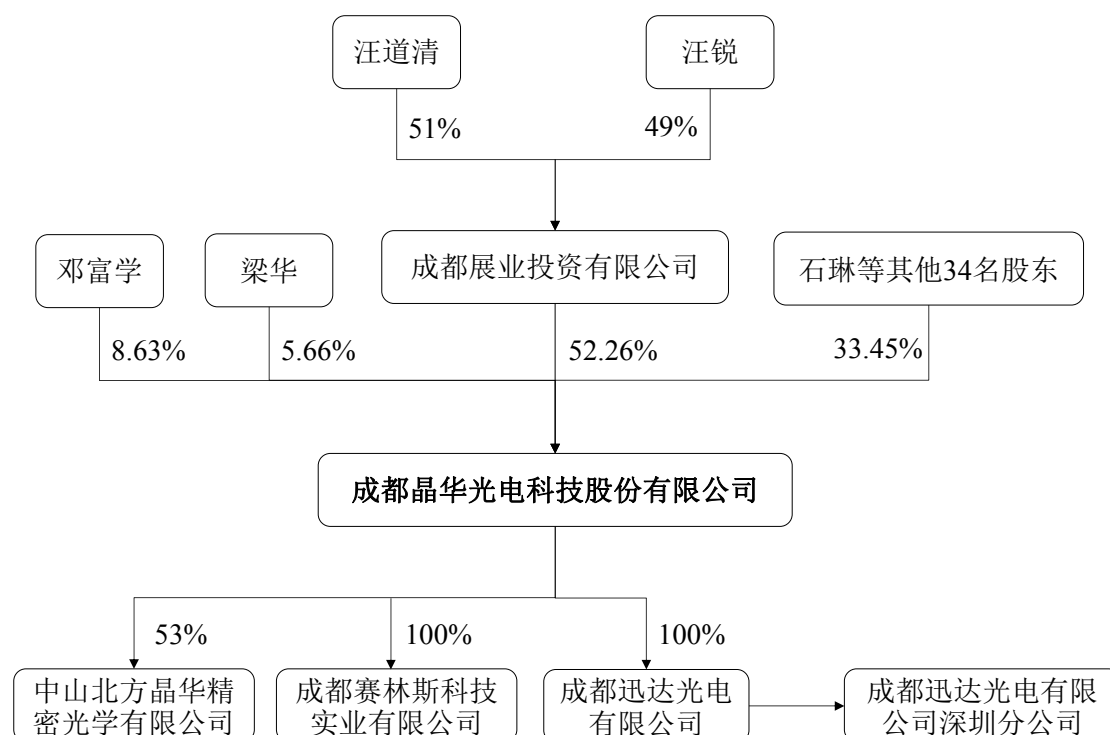 汪道清
汪锐
51%
49%
邓富学
梁华
成都展业投资有限公司
石琳等其他34名股东
8.63%
5.66%
52.26%
33.45%
成都晶华光电科技股份有限公司
53%
100%
100%
中山北方晶华精
密光学有限公司
成都赛林斯科技
实业有限公司
成都迅达光电
有限公司
成都迅达光电有限
公司深圳分公司